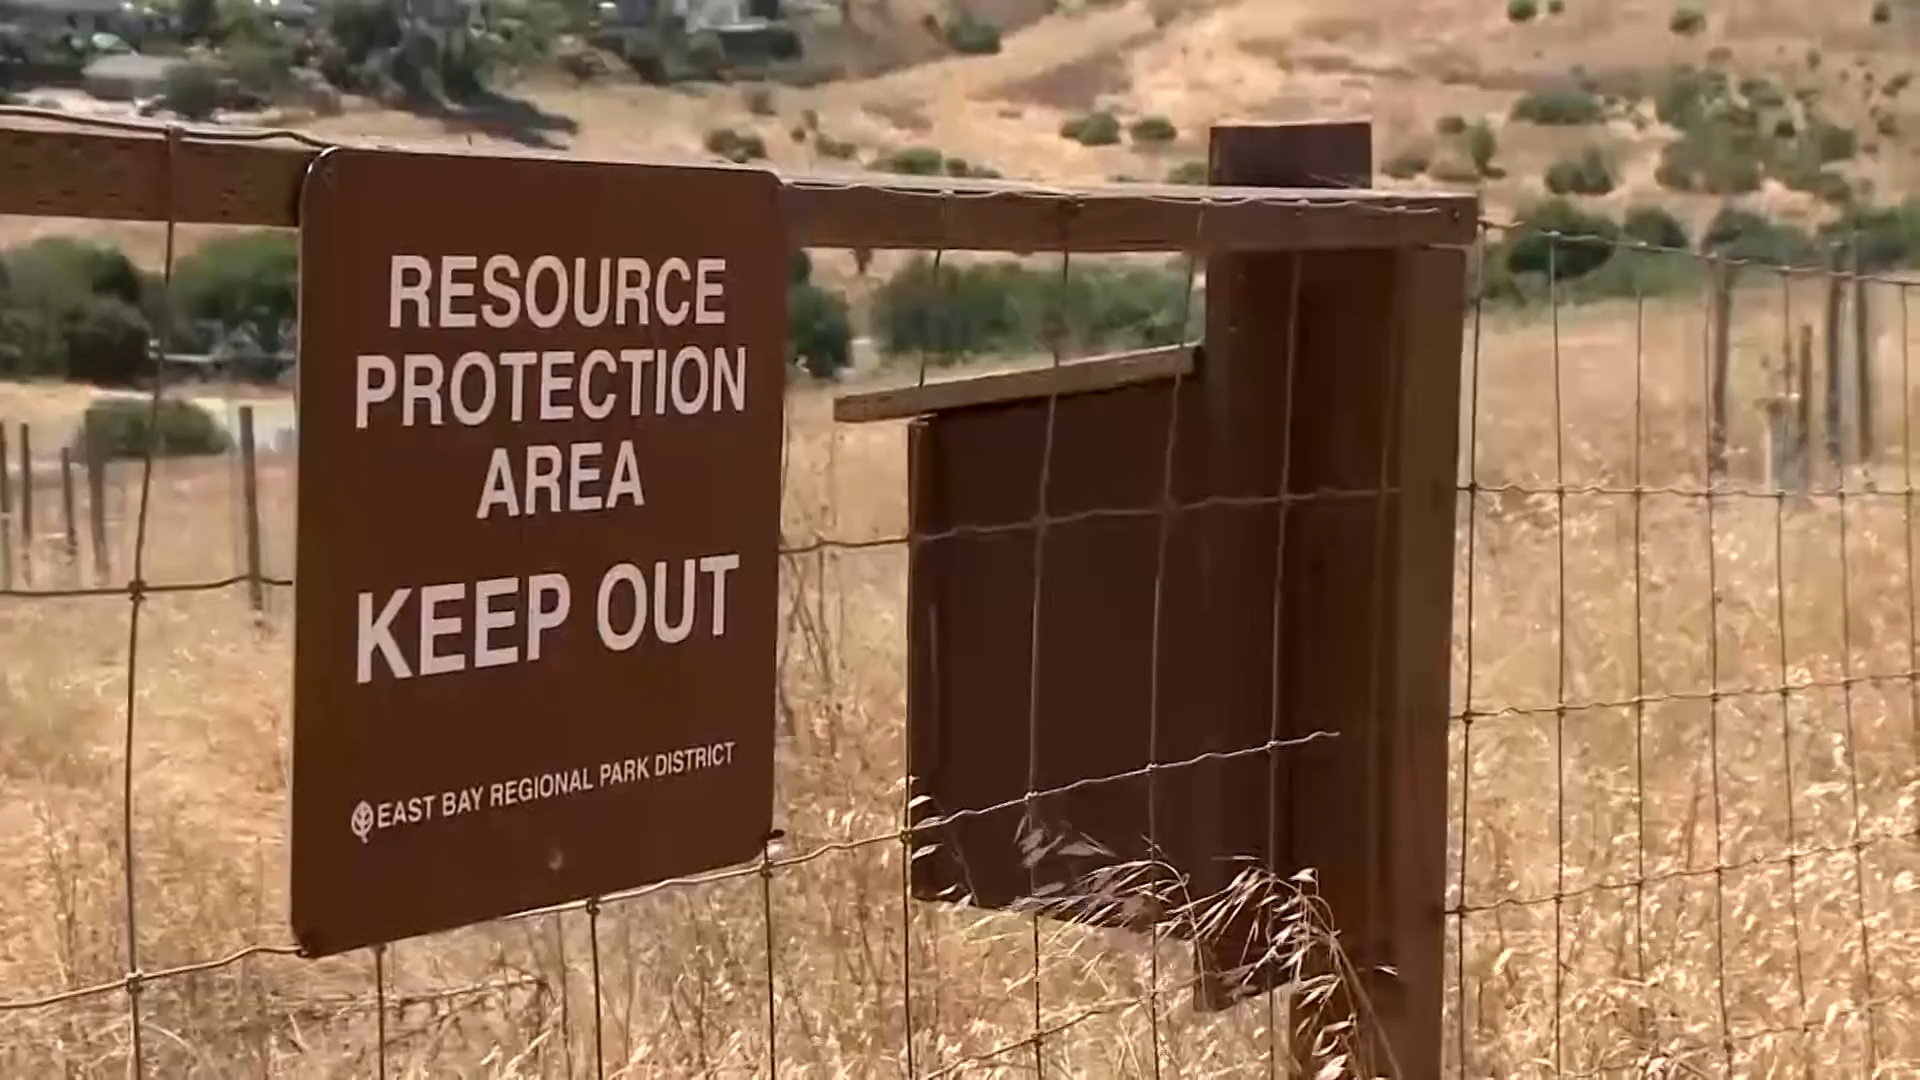 RESOURCE
PROTECTION
AREA
KEEP OUT
EAST BAY REGIONAL PARK DISTRICT